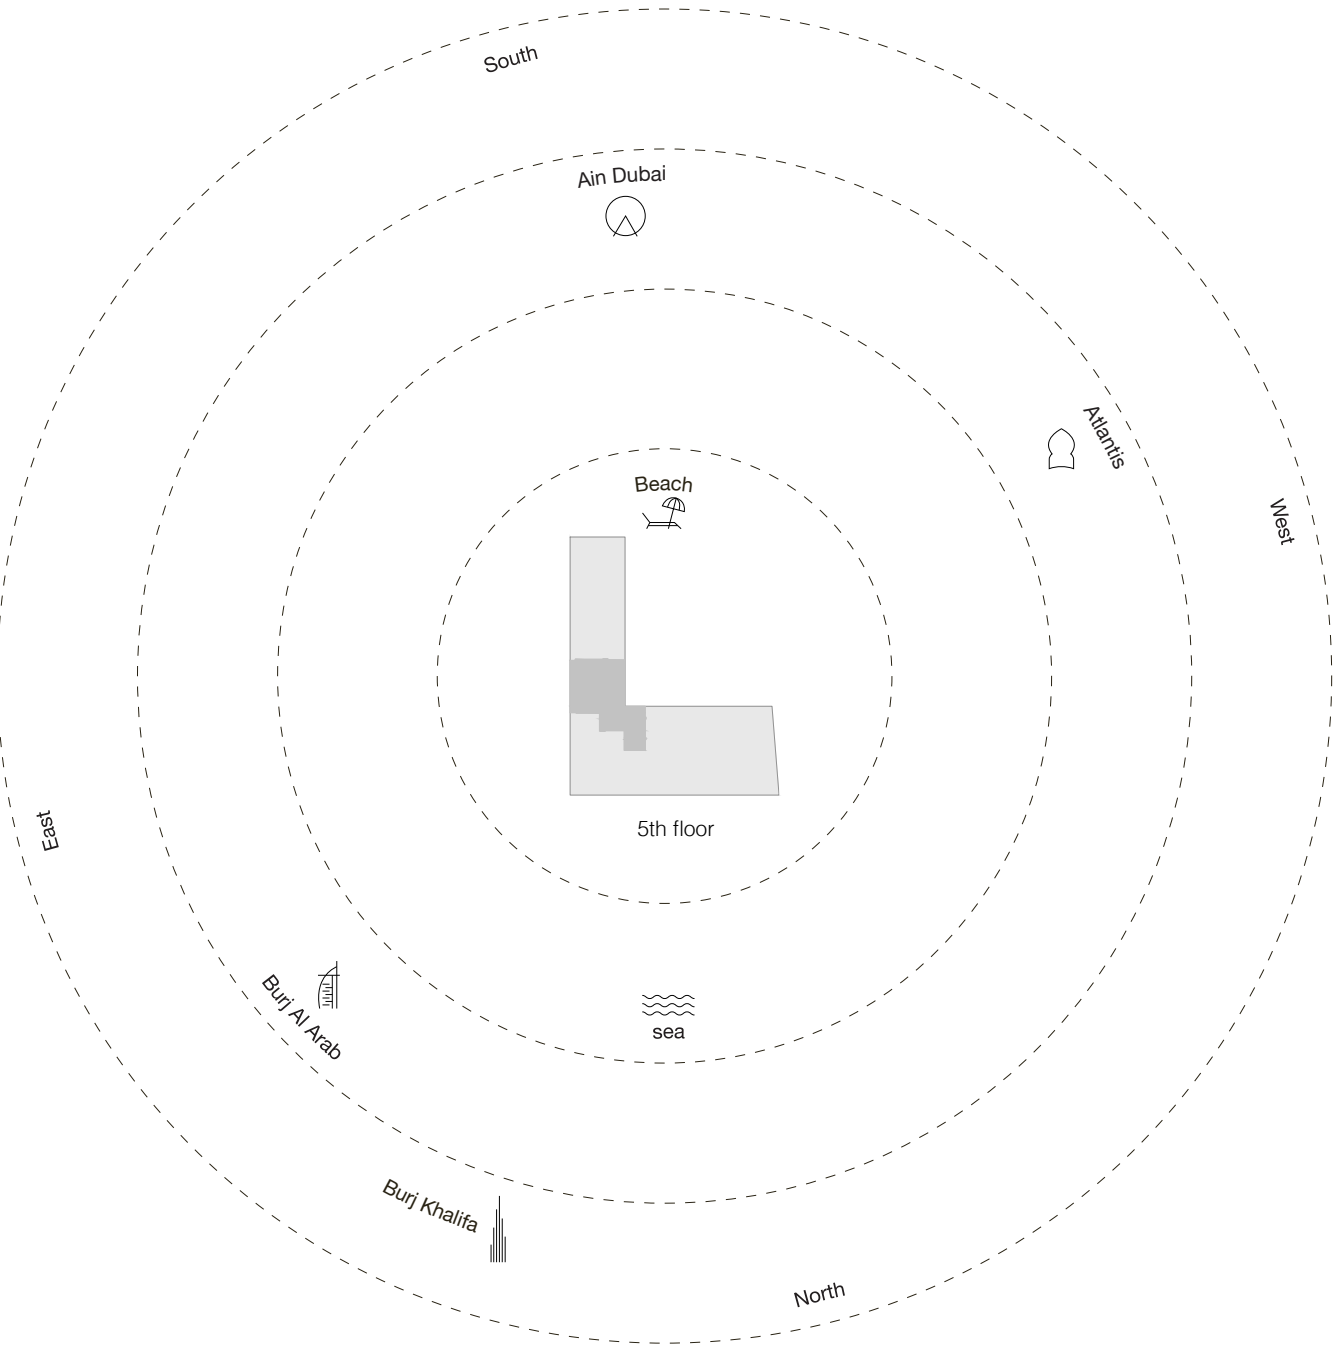 South
Ain Dubai
Atlantis
Beach
West
East
5th floor
Burj Al Arab
sea
Burj Khalifa
North